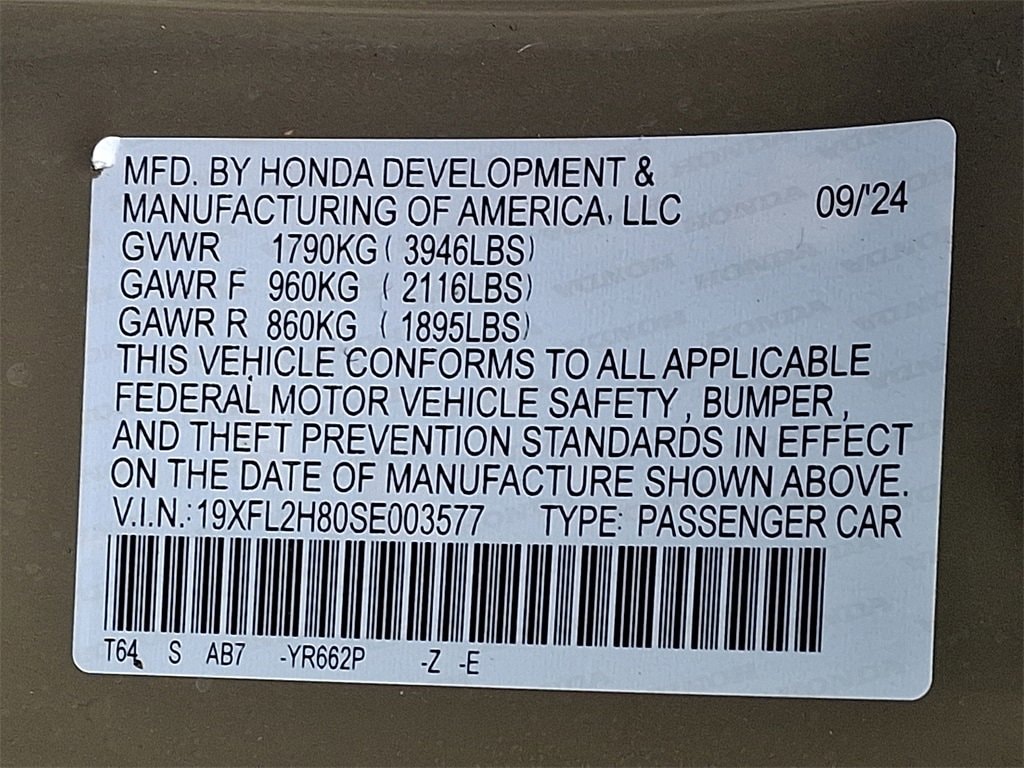 MFD. BY HONDA DEVELOPMENT &
MANUFACTURING OF AMERICA, LLC 09/'24
GVWR 1790KG ( 3946LBS)
GAWR F 960KG ( 2116LBS)
GAWR R 860KG ( 1895LBS)
THIS VEHICLE CONFORMS TO ALL APPLICABLE
FEDERAL MOTOR VEHICLE SAFETY, BUMPER,
AND THEFT PREVENTION STANDARDS IN EFFECT
ON THE DATE OF MANUFACTURE SHOWN ABOVE.
V.I.N.: 19XFL2H80SE003577 TYPE: PASSENGER CAR
T64 S AB7 -YR662P -Z -E